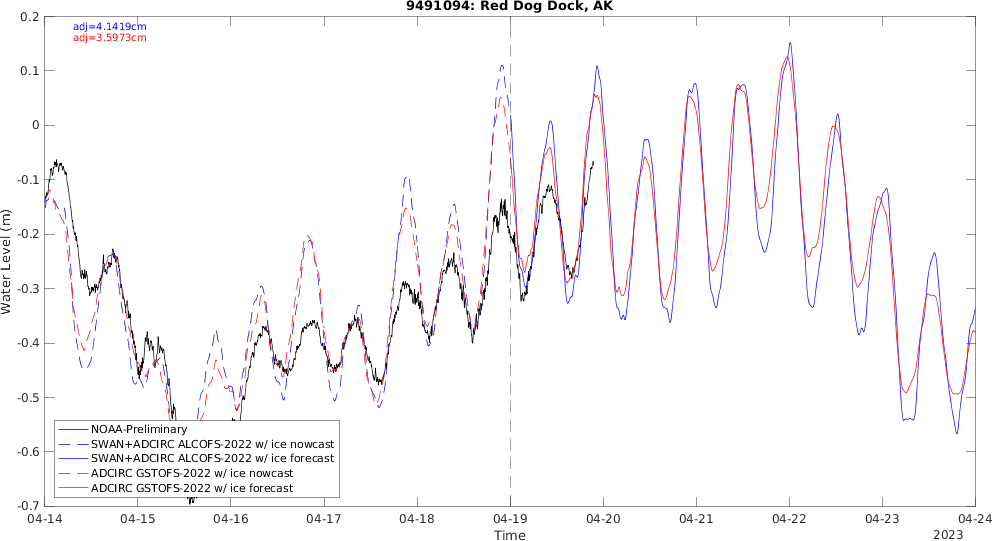 9491094: Red Dog Dock, AK
adj=4.1419cm
adj=3.5973cm
0.2
0.1
0
-0.1
-0.2
-0.3
-0.4
-0.5
-0.6
-0.7
Water Level (m)
NOAA-Preliminary
SWAN+ADCIRC ALCOFS-2022 w/ ice nowcast
SWAN+ADCIRC ALCOFS-2022 w/ ice forecast
ADCIRC GSTOFS-2022 w/ ice nowcast
ADCIRC GSTOFS-2022 w/ ice forecast
04-14 04-15 04-16 04-17 04-18 04-19 04-20 04-21 04-22 04-23 04-24
Time
2023